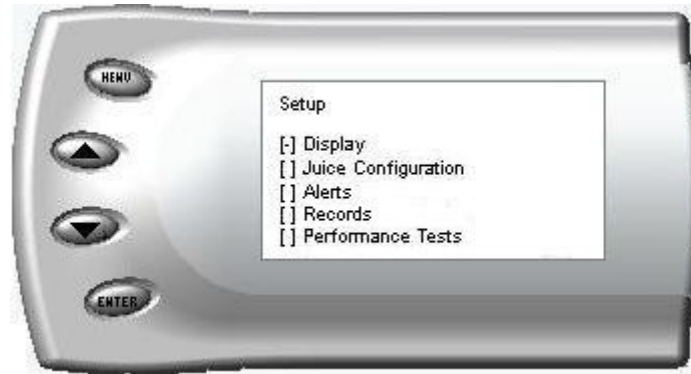 MENU
Setup
[-] Display
[ ] Juice Configuration
[ ] Alerts
[ ] Records
[ ] Performance Tests
ENTER